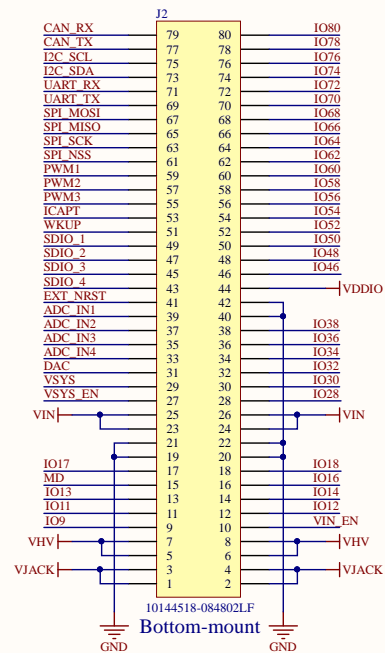 J2
CAN_RX 79 80 IO80
CAN_TX 77 78 IO78
I2C_SCL 75 76 IO76
I2C_SDA 73 74 IO74
UART_RX 71 72 IO72
UART_TX 69 70 IO70
SPI_MOSI 67 68 IO68
SPI_MISO 65 66 IO66
SPI_SCK 63 64 IO64
SPI_NSS 61 62 IO62
PWM1 59 60 IO60
PWM2 57 58 IO58
PWM3 55 56 IO56
ICAPT 53 54 IO54
WKUP 51 52 IO52
SDIO_1 49 50 IO50
SDIO_2 47 48 IO48
SDIO_3 45 46 IO46
SDIO_4 43 44 VDDIO
EXT_NRST 41 42
ADC_IN1 39 40
ADC_IN2 37 38 IO38
ADC_IN3 35 36 IO36
ADC_IN4 33 34 IO34
DAC 31 32 IO32
VSYS 29 30 IO30
VSYS_EN 27 28 IO28
VIN 25 26 VIN
23 24
21 22
19 20
IO17 17 18 IO18
MD 15 16 IO16
IO13 13 14 IO14
IO11 11 12 IO12
IO9 9 10 VIN_EN
VHV 7 8 VHV
5 6
VJACK 3 4 VJACK
1 2
10144518-084802LF
Bottom-mount
GND GND